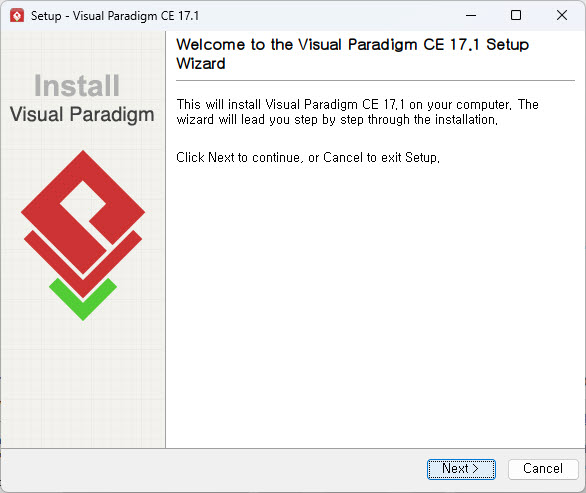 Setup - Visual Paradigm CE 17.1
Install
Visual Paradigm
Welcome to the Visual Paradigm CE 17.1 Setup
Wizard
This will install Visual Paradigm CE 17.1 on your computer. The
wizard will lead you step by step through the installation.
Click Next to continue, or Cancel to exit Setup.
Next >
Cancel